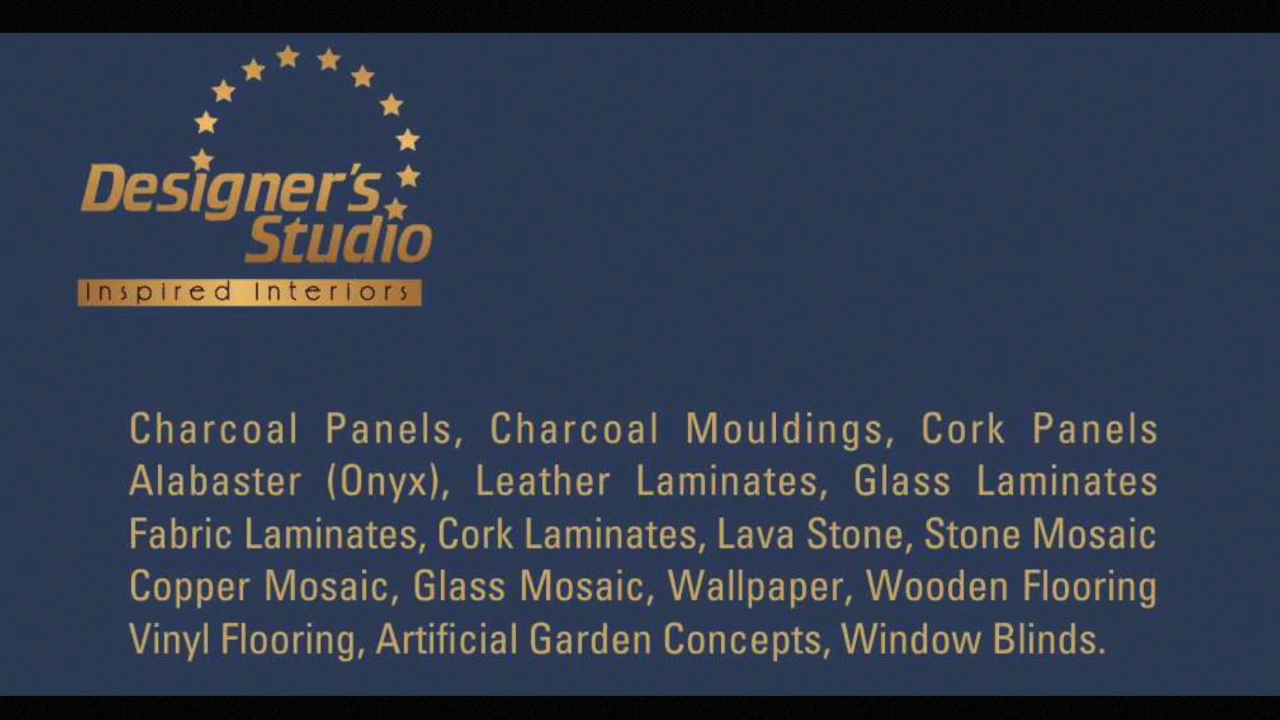 Designer's
Studio
Inspired Interiors
Charcoal Panels, Charcoal Mouldings, Cork Panels
Alabaster (Onyx), Leather Laminates, Glass Laminates
Fabric Laminates, Cork Laminates, Lava Stone, Stone Mosaic
Copper Mosaic, Glass Mosaic, Wallpaper, Wooden Flooring
Vinyl Flooring, Artificial Garden Concepts, Window Blinds.